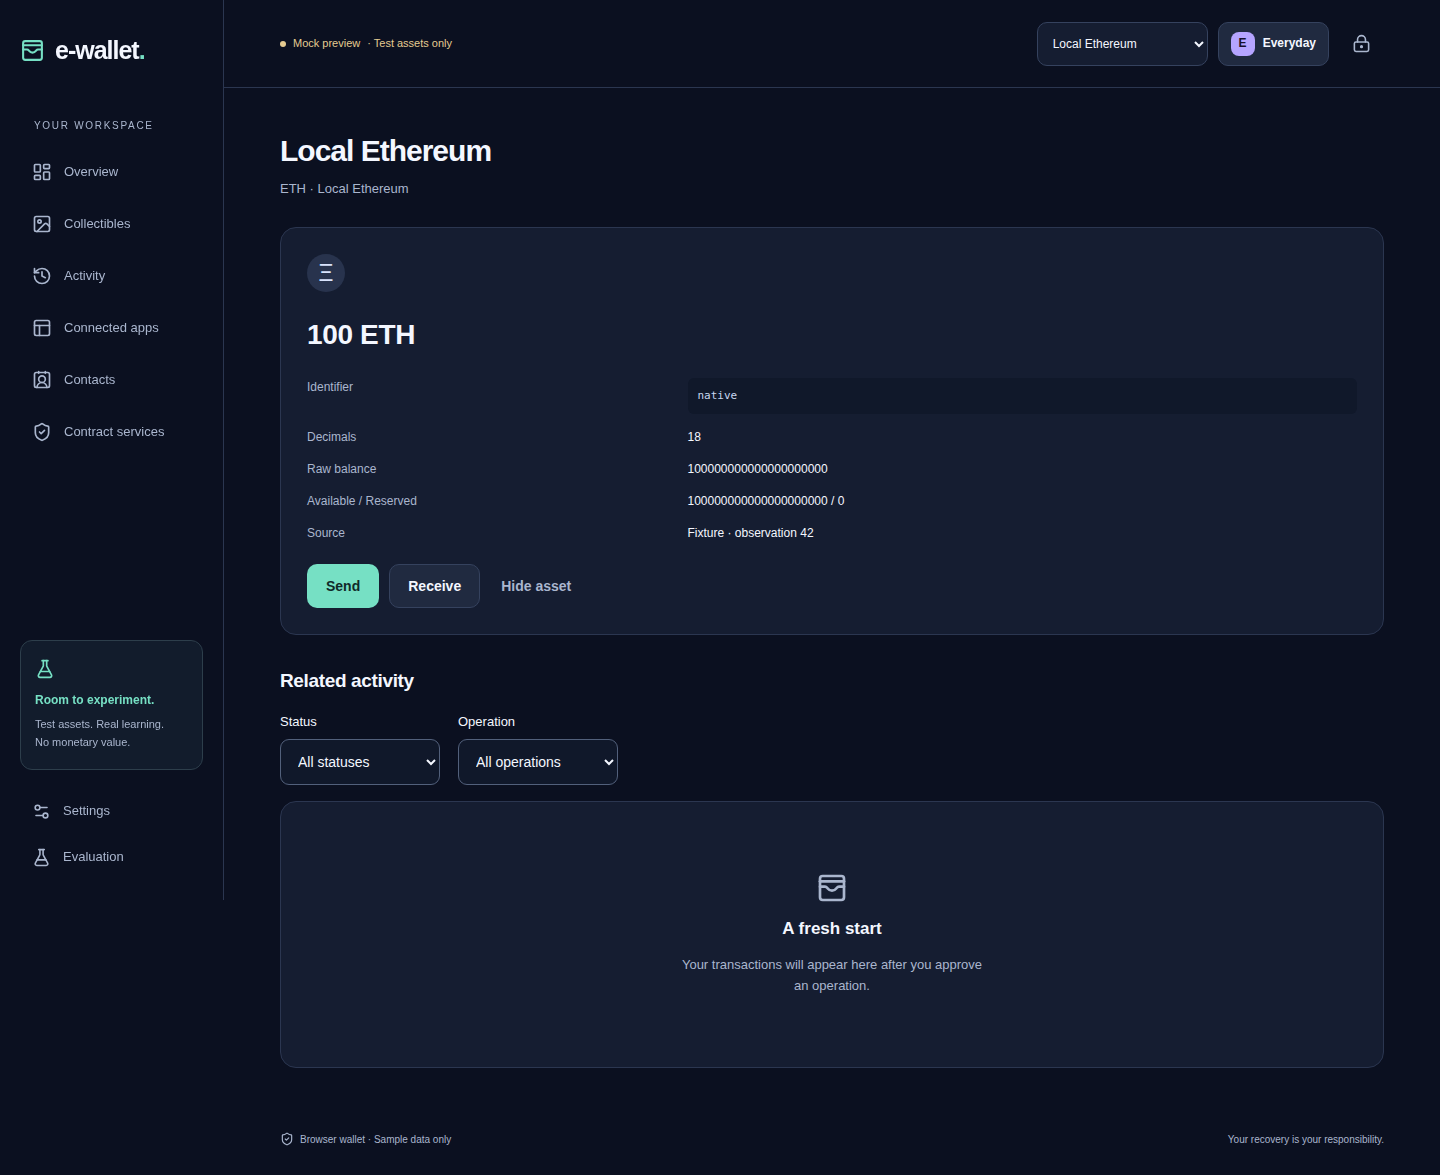 e-wallet.
Mock preview · Test assets only
Local Ethereum
E Everyday
YOUR WORKSPACE
Overview
Collectibles
Activity
Connected apps
Contacts
Contract services
Room to experiment.
Test assets. Real learning.
No monetary value.
Settings
Evaluation
Local Ethereum
ETH · Local Ethereum
Ξ
100 ETH
Identifier native
Decimals 18
Raw balance 100000000000000000000
Available / Reserved 100000000000000000000 / 0
Source Fixture · observation 42
Send Receive Hide asset
Related activity
Status Operation
All statuses All operations
A fresh start
Your transactions will appear here after you approve
an operation.
Browser wallet · Sample data only
Your recovery is your responsibility.